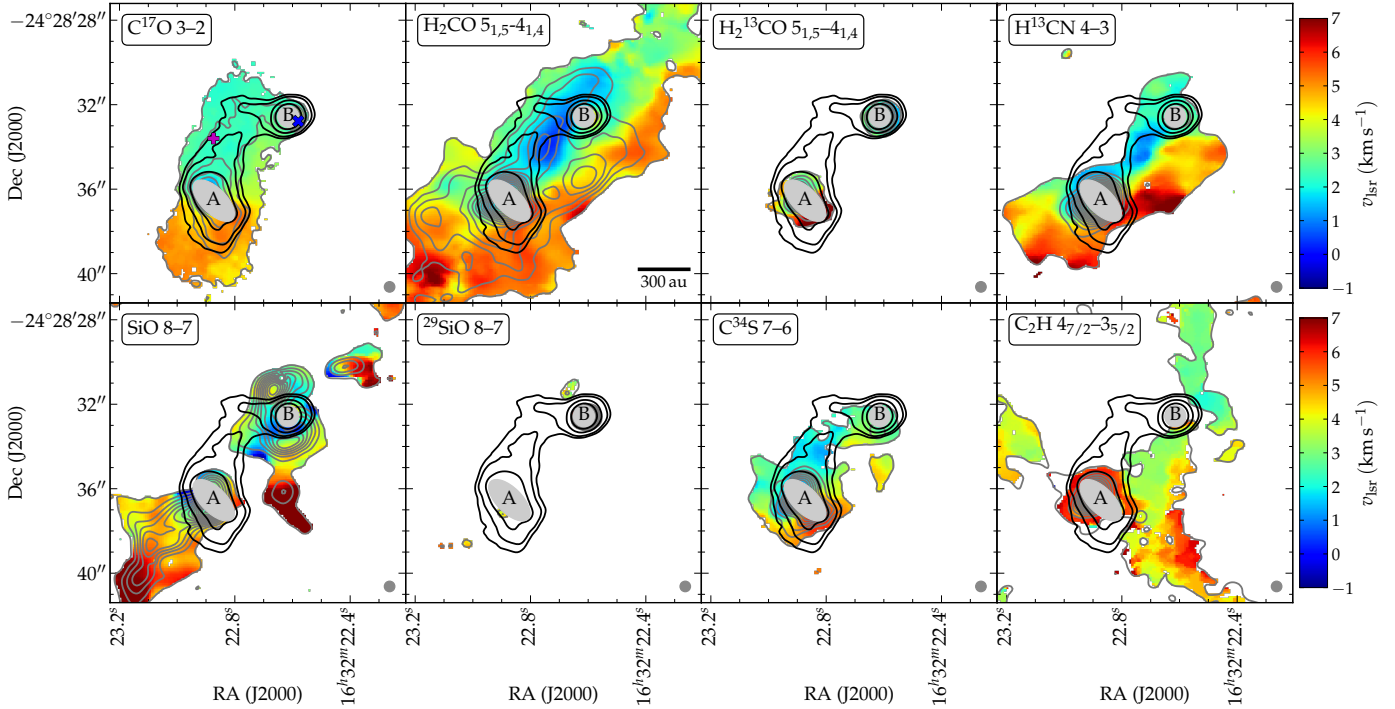 C¹⁷O 3–2
H₂CO 5₁,₅-4₁,₄
H₂¹³CO 5₁,₅–4₁,₄
H¹³CN 4–3
−24°28′28″
32″
36″
40″
Dec (J2000)
A
B
A
B
300 au
A
B
A
B
7
6
5
4
3
2
1
0
−1
v_lsr (km s⁻¹)
SiO 8–7
²⁹SiO 8–7
C³⁴S 7–6
C₂H 4₇/₂–3₅/₂
−24°28′28″
32″
36″
40″
Dec (J2000)
A
B
A
B
A
B
A
B
7
6
5
4
3
2
1
0
−1
v_lsr (km s⁻¹)
23.2ˢ
22.8ˢ
16ʰ32ᵐ22.4ˢ
23.2ˢ
22.8ˢ
16ʰ32ᵐ22.4ˢ
23.2ˢ
22.8ˢ
16ʰ32ᵐ22.4ˢ
23.2ˢ
22.8ˢ
16ʰ32ᵐ22.4ˢ
RA (J2000)
RA (J2000)
RA (J2000)
RA (J2000)